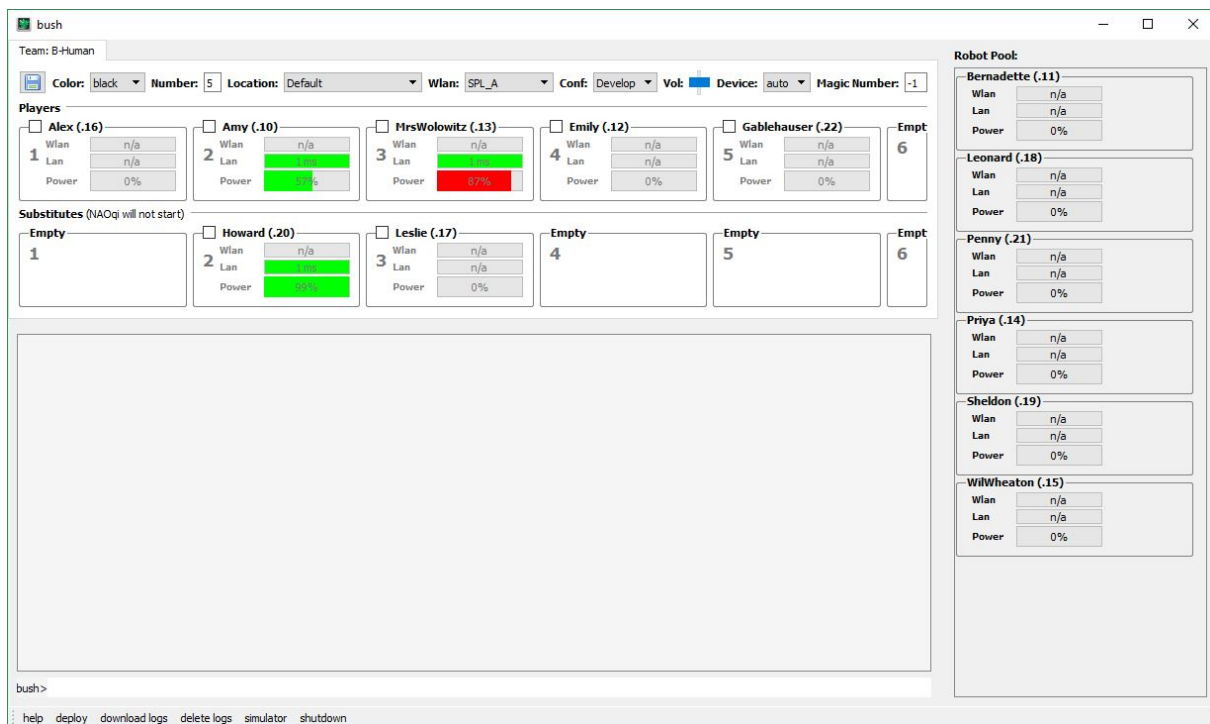 bush
Team: B-Human
Color: black Number: 5 Location: Default Wlan: SPL_A Conf: Develop Vol: Device: auto Magic Number: -1
Players
Alex (.16) Amy (.10) MrsWolowitz (.13) Emily (.12) Gablehauser (.22) Empt
1 Wlan n/a 2 Wlan n/a 3 Wlan n/a 4 Wlan n/a 5 Wlan n/a 6
Lan n/a Lan 1 ms Lan 1 ms Lan n/a Lan n/a
Power 0% Power 57% Power 87% Power 0% Power 0%
Substitutes (NAOqi will not start)
Empty Howard (.20) Leslie (.17) Empty Empty Empt
1 2 Wlan n/a 3 Wlan n/a 4 5 6
Lan 1 ms Lan n/a
Power 99% Power 0%
bush>
help deploy download logs delete logs simulator shutdown
Robot Pool:
Bernadette (.11)
Wlan n/a
Lan n/a
Power 0%
Leonard (.18)
Wlan n/a
Lan n/a
Power 0%
Penny (.21)
Wlan n/a
Lan n/a
Power 0%
Priya (.14)
Wlan n/a
Lan n/a
Power 0%
Sheldon (.19)
Wlan n/a
Lan n/a
Power 0%
WilWheaton (.15)
Wlan n/a
Lan n/a
Power 0%